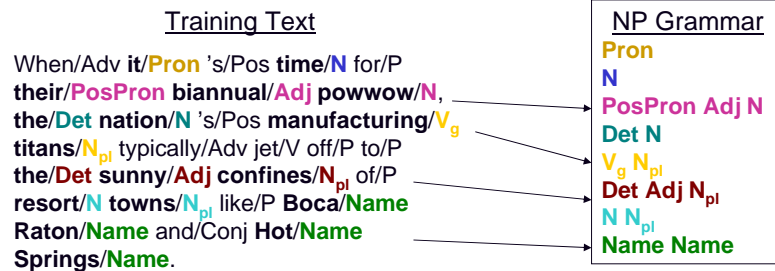 Training Text
When/Adv it/Pron 's/Pos time/N for/P
their/PosPron biannual/Adj powwow/N,
the/Det nation/N 's/Pos manufacturing/Vg
titans/Npl typically/Adv jet/V off/P to/P
the/Det sunny/Adj confines/Npl of/P
resort/N towns/Npl like/P Boca/Name
Raton/Name and/Conj Hot/Name
Springs/Name.
NP Grammar
Pron
N
PosPron Adj N
Det N
Vg Npl
Det Adj Npl
N Npl
Name Name